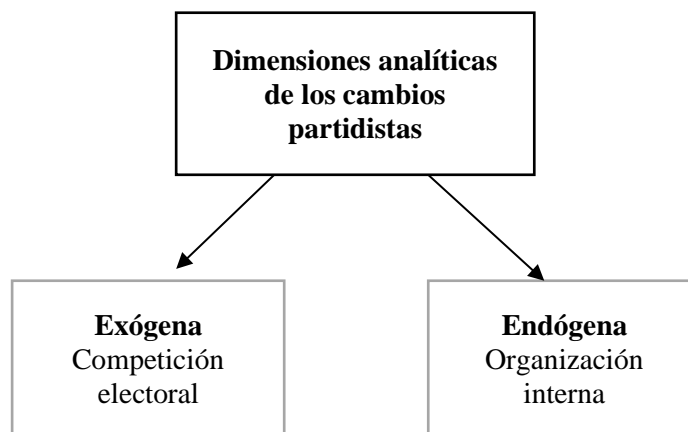 Dimensiones analíticas
de los cambios
partidistas
Exógena
Competición
electoral
Endógena
Organización
interna